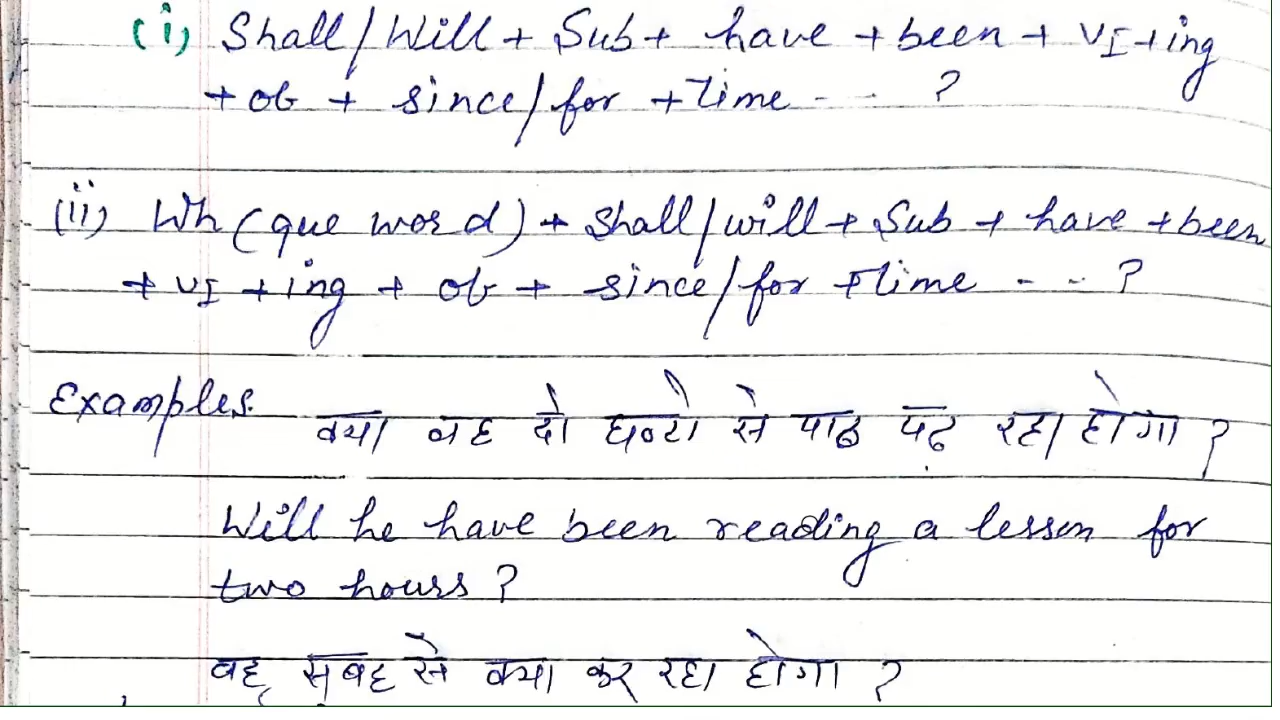 (i) Shall/Will + Sub + have + been + VI + ing
+ ob + since/for + Time - - ?
(ii) Wh (que word) + Shall/will + Sub + have + been
+ VI + ing + ob + since/for + Time - - ?
Examples.
क्या वह दो घण्टो से पाठ पढ़ रहा होगा ?
Will he have been reading a lesson for
two hours ?
वह सुबह से क्या कर रहा होगा ?